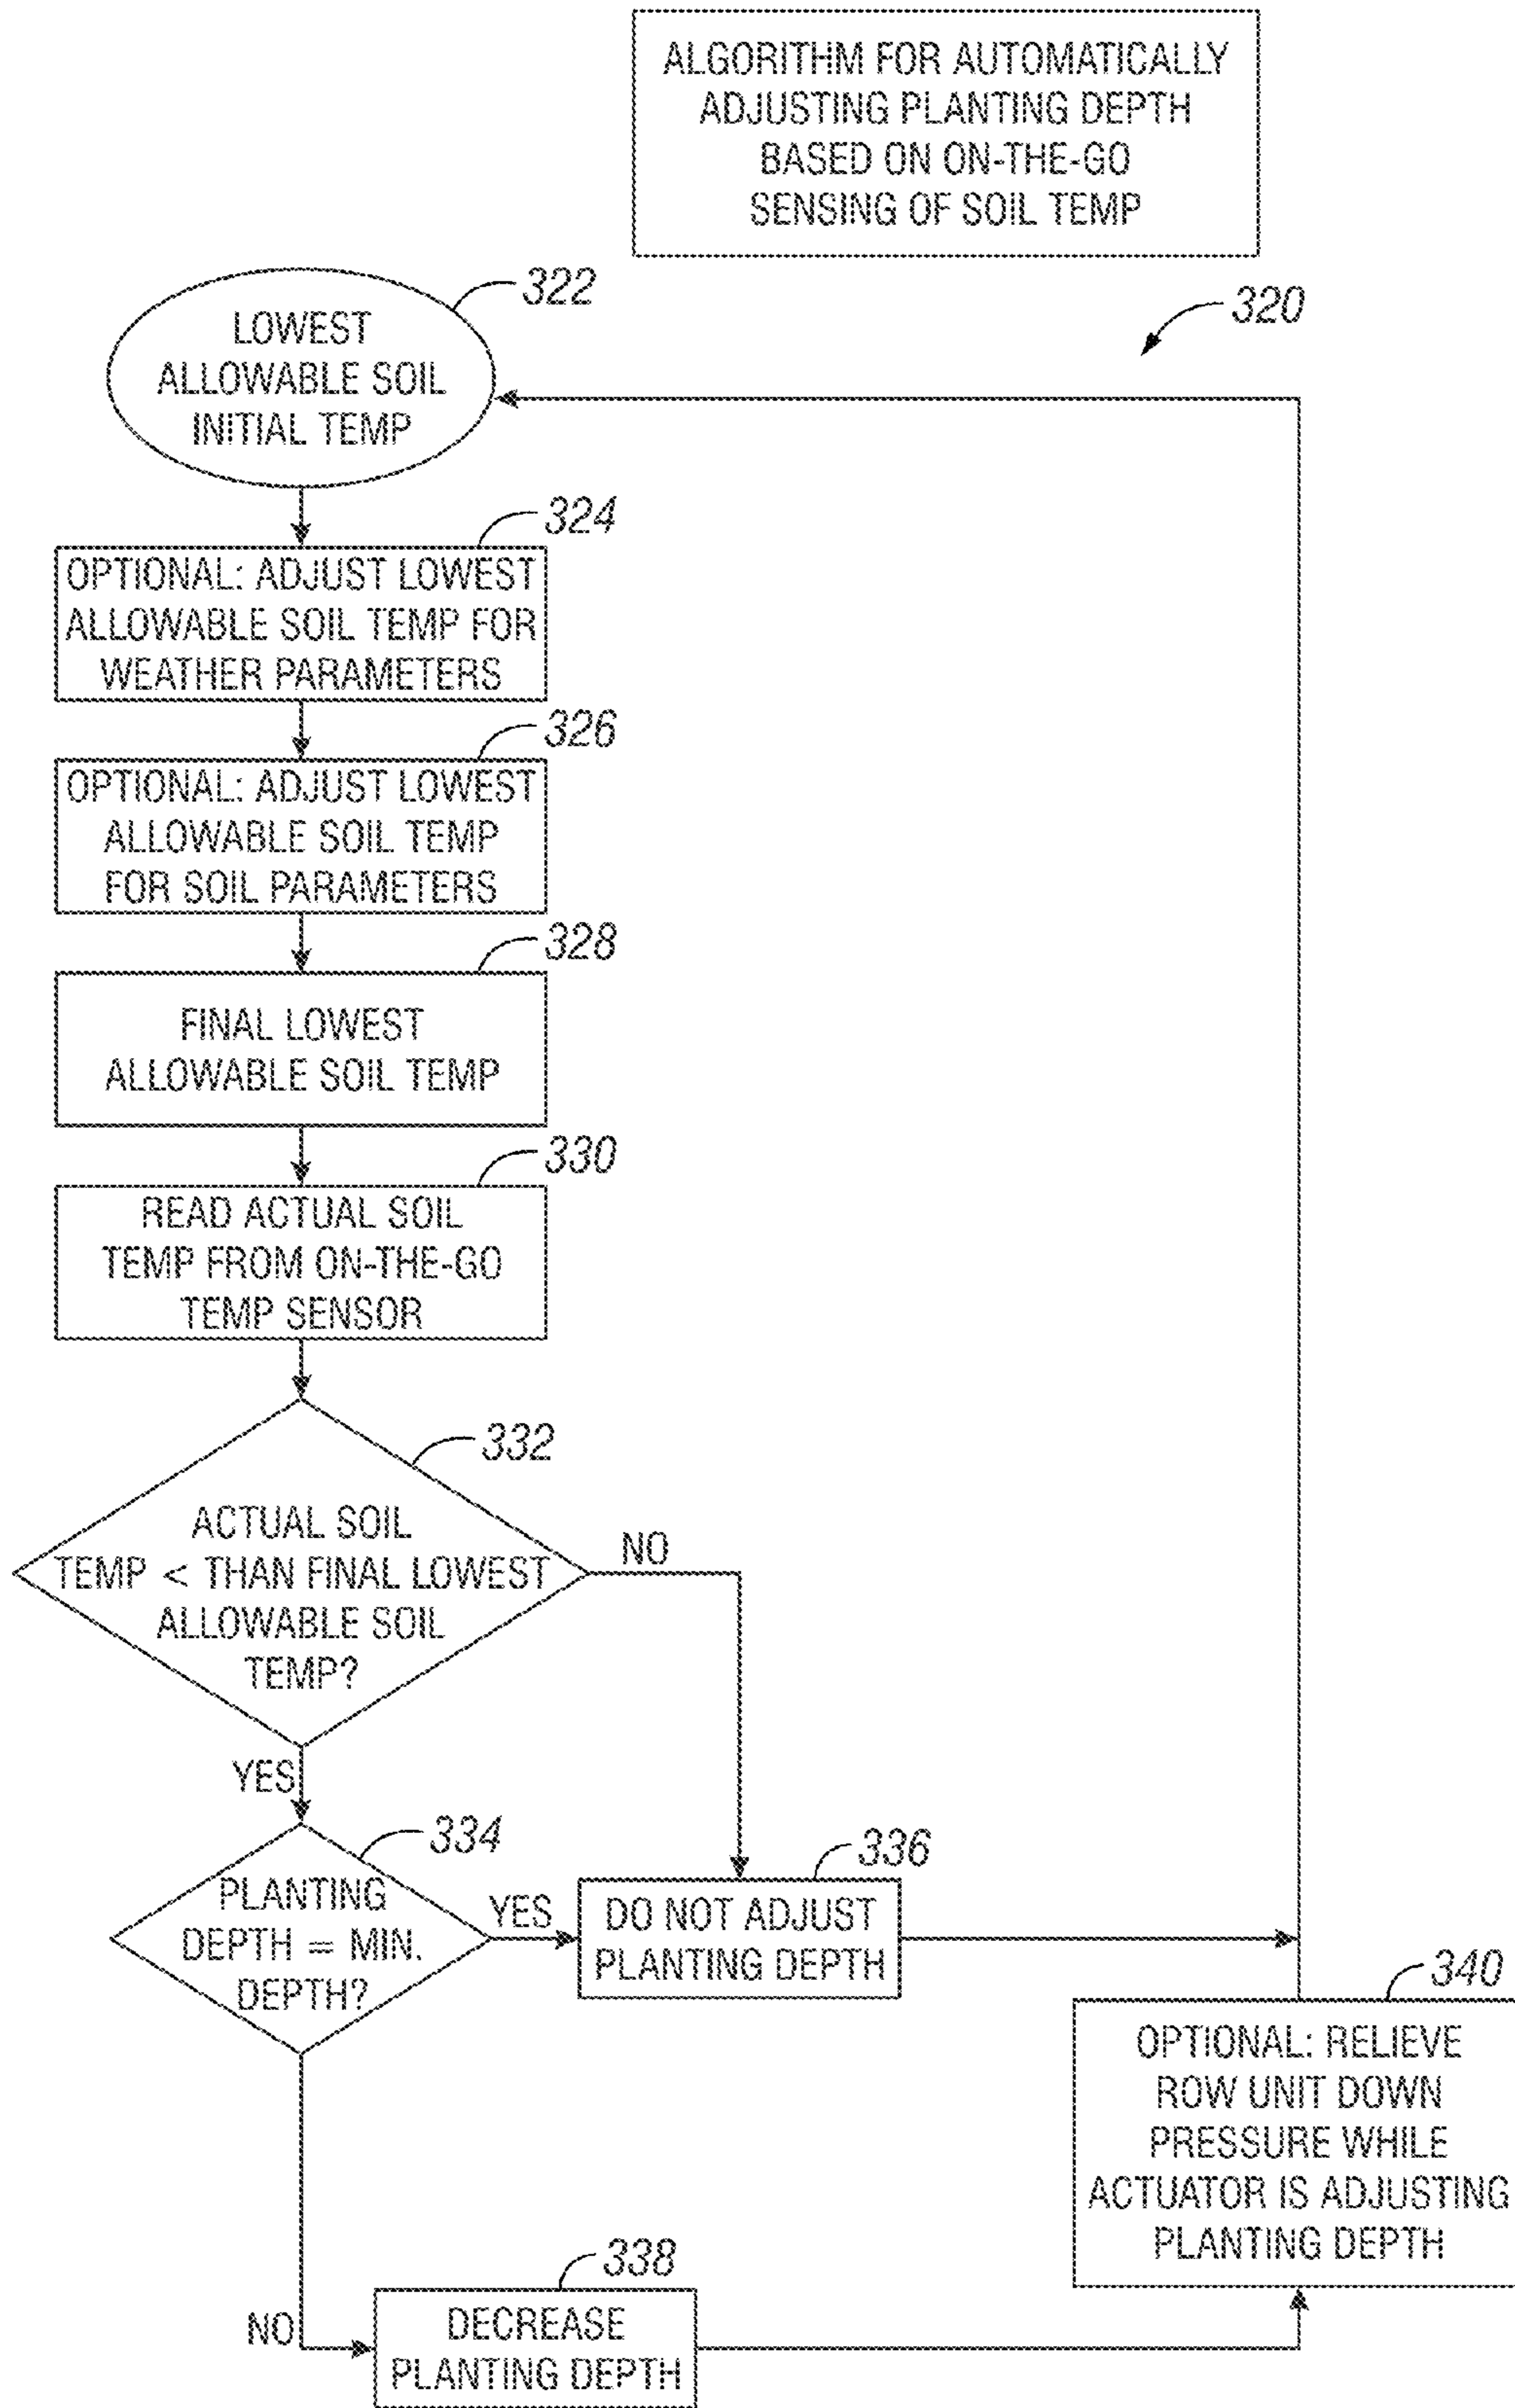 ALGORITHM FOR AUTOMATICALLY
ADJUSTING PLANTING DEPTH
BASED ON ON-THE-GO
SENSING OF SOIL TEMP
320
322
LOWEST
ALLOWABLE SOIL
INITIAL TEMP
324
OPTIONAL: ADJUST LOWEST
ALLOWABLE SOIL TEMP FOR
WEATHER PARAMETERS
326
OPTIONAL: ADJUST LOWEST
ALLOWABLE SOIL TEMP
FOR SOIL PARAMETERS
328
FINAL LOWEST
ALLOWABLE SOIL TEMP
330
READ ACTUAL SOIL
TEMP FROM ON-THE-GO
TEMP SENSOR
332
ACTUAL SOIL
TEMP < THAN FINAL LOWEST
ALLOWABLE SOIL
TEMP?
NO
YES
334
PLANTING
DEPTH = MIN.
DEPTH?
YES
336
DO NOT ADJUST
PLANTING DEPTH
340
OPTIONAL: RELIEVE
ROW UNIT DOWN
PRESSURE WHILE
ACTUATOR IS ADJUSTING
PLANTING DEPTH
NO
338
DECREASE
PLANTING DEPTH